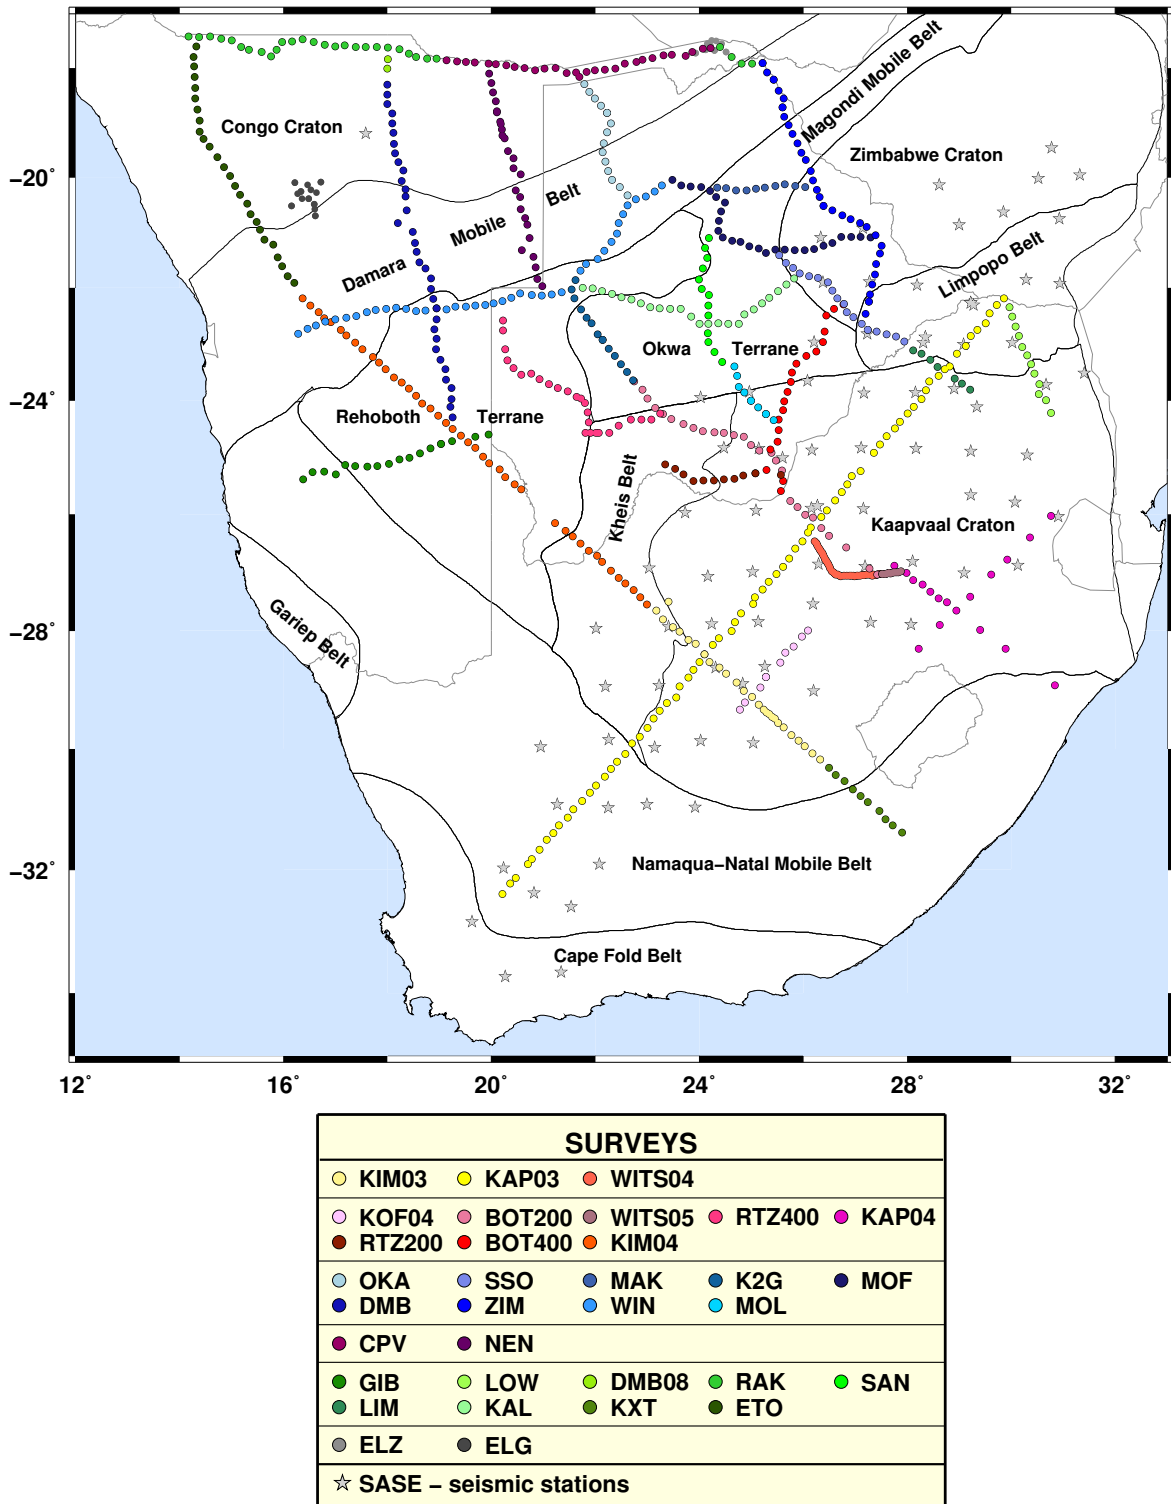 Magondi Mobile Belt
Congo Craton
Zimbabwe Craton
−20˚
Belt
Mobile
Damara
Limpopo Belt
Okwa Terrane
−24˚
Rehoboth Terrane
Kheis Belt
Kaapvaal Craton
−28˚
Gariep Belt
−32˚
Namaqua−Natal Mobile Belt
Cape Fold Belt
12˚ 16˚ 20˚ 24˚ 28˚ 32˚
SURVEYS
KIM03 KAP03 WITS04
KOF04 BOT200 WITS05 RTZ400 KAP04
RTZ200 BOT400 KIM04
OKA SSO MAK K2G MOF
DMB ZIM WIN MOL
CPV NEN
GIB LOW DMB08 RAK SAN
LIM KAL KXT ETO
ELZ ELG
SASE − seismic stations